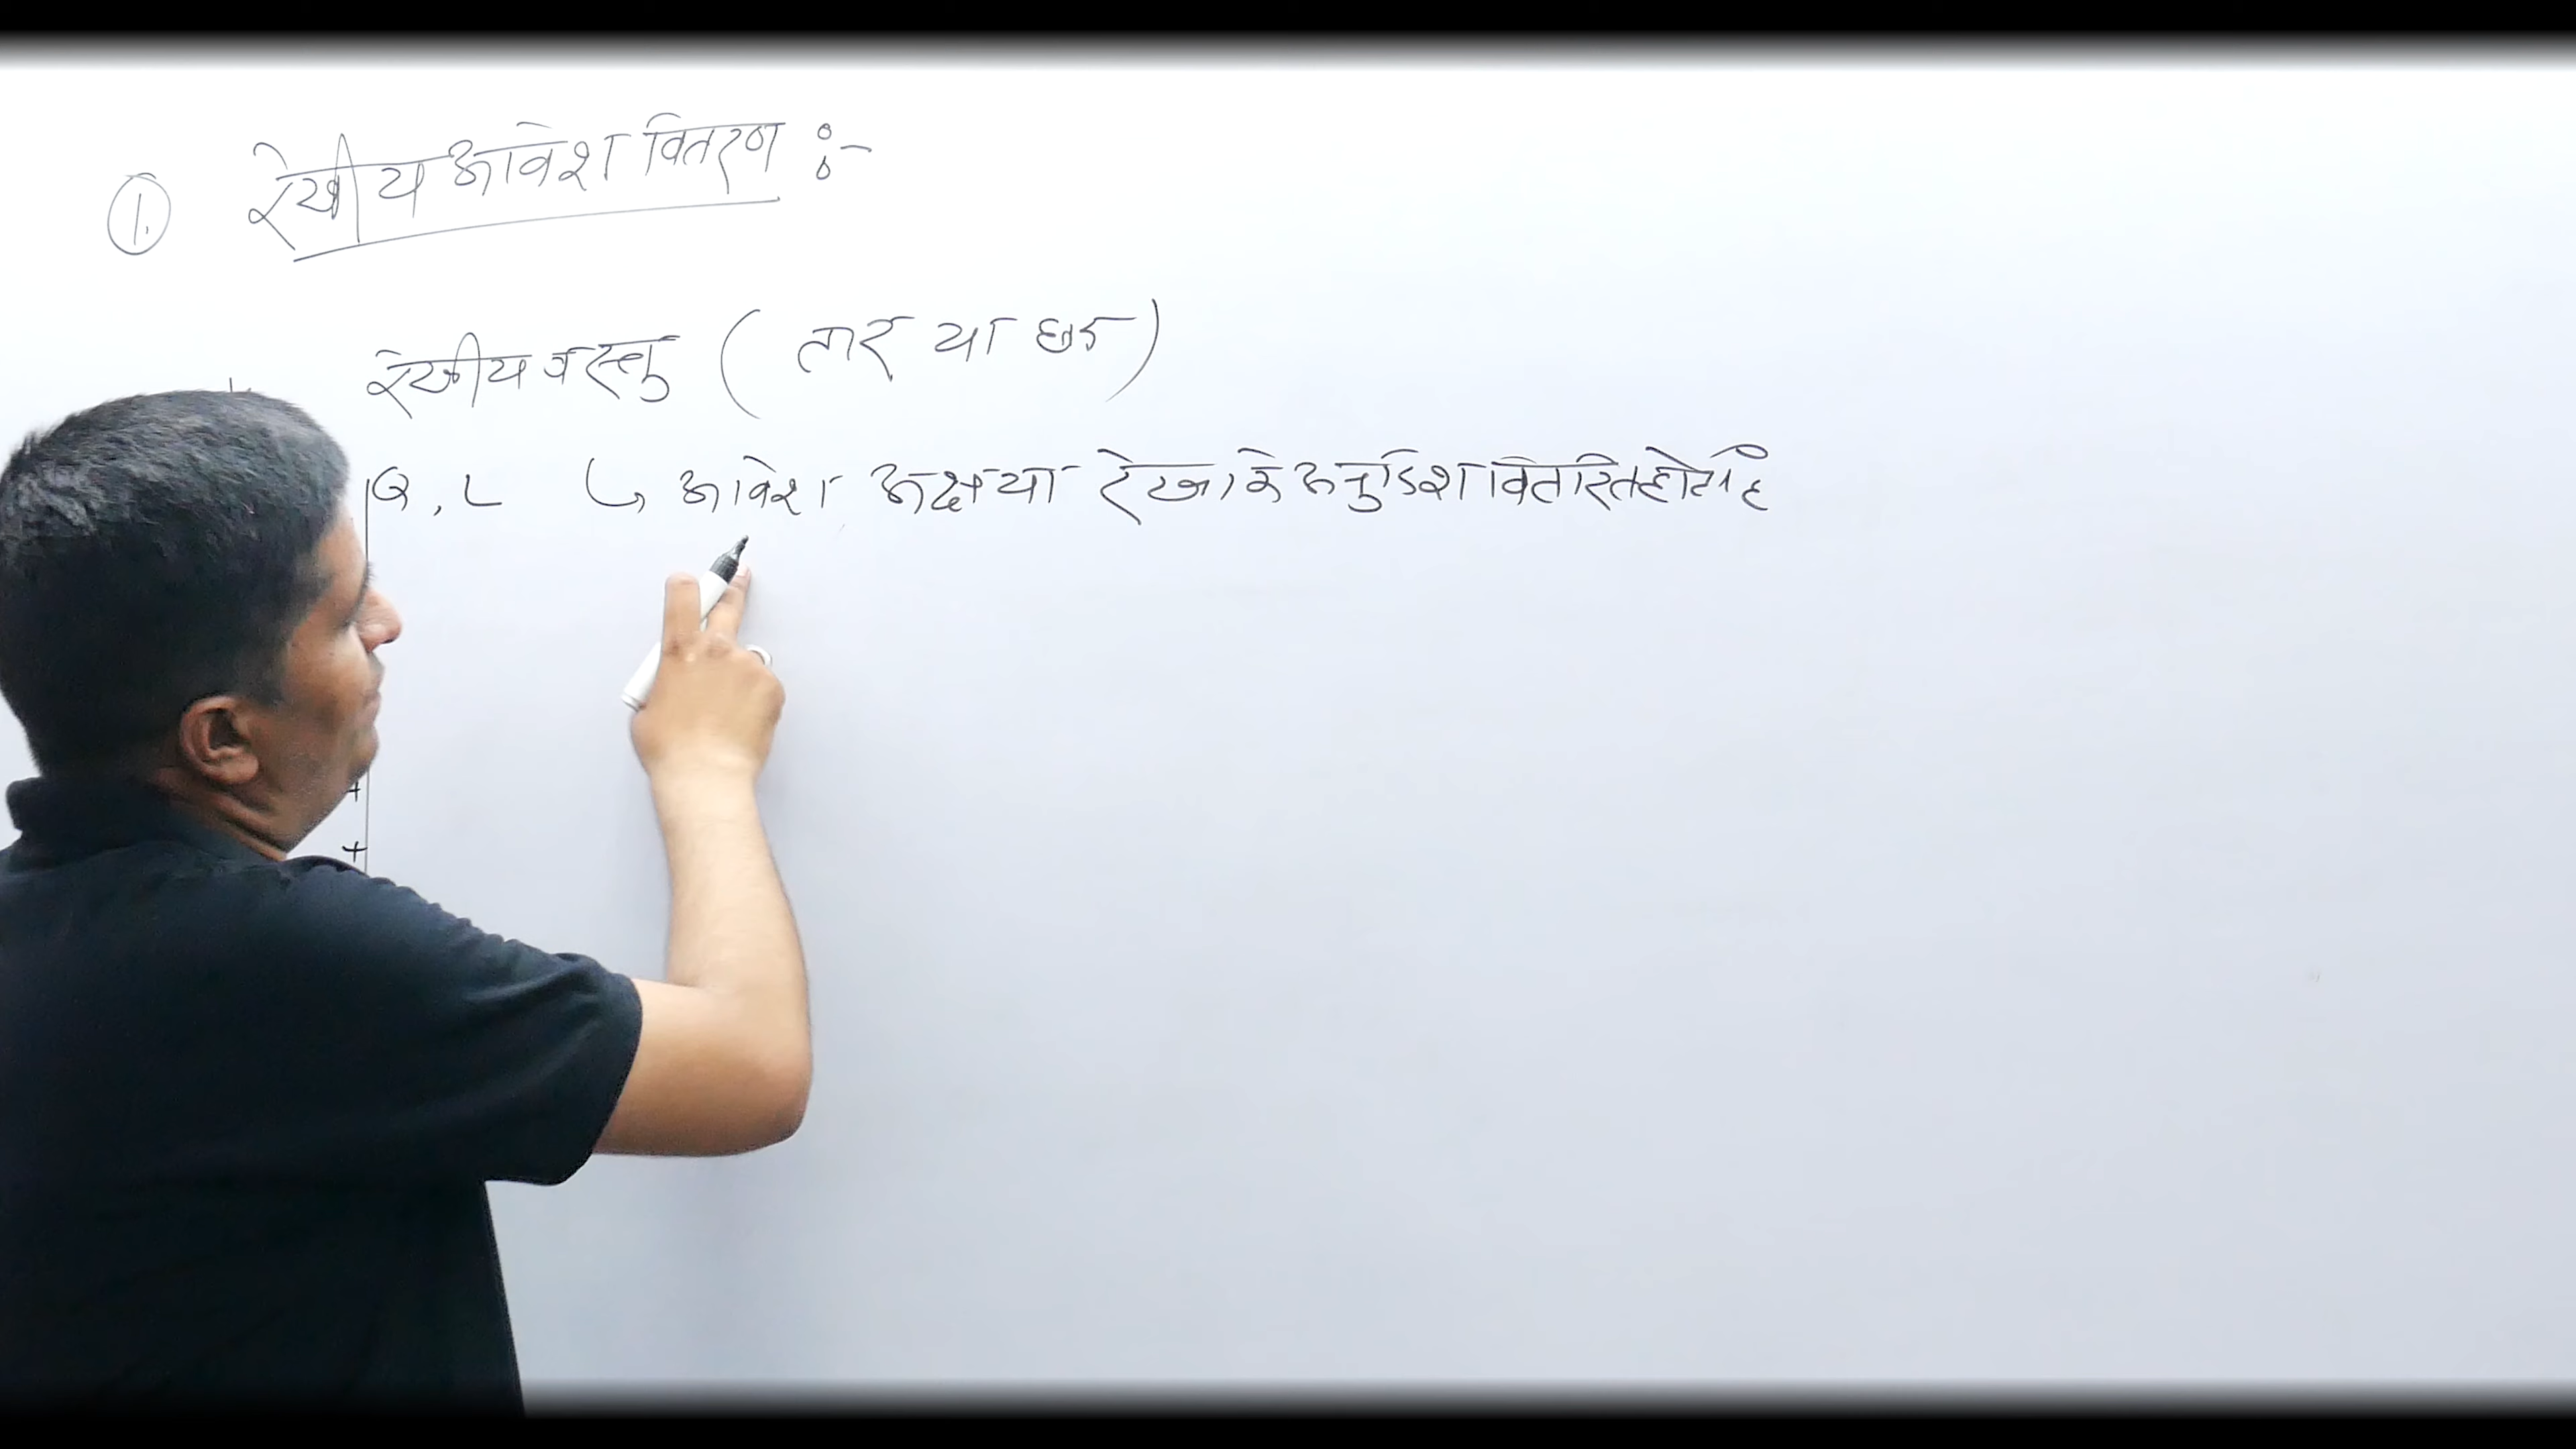 1. रेखीय आवेश वितरण :-
रेखीय वस्तु ( तार या छड़ )
Q, L ↳ आवेश अक्ष या रेखा के अनुदिश वितरित होता है
+
+